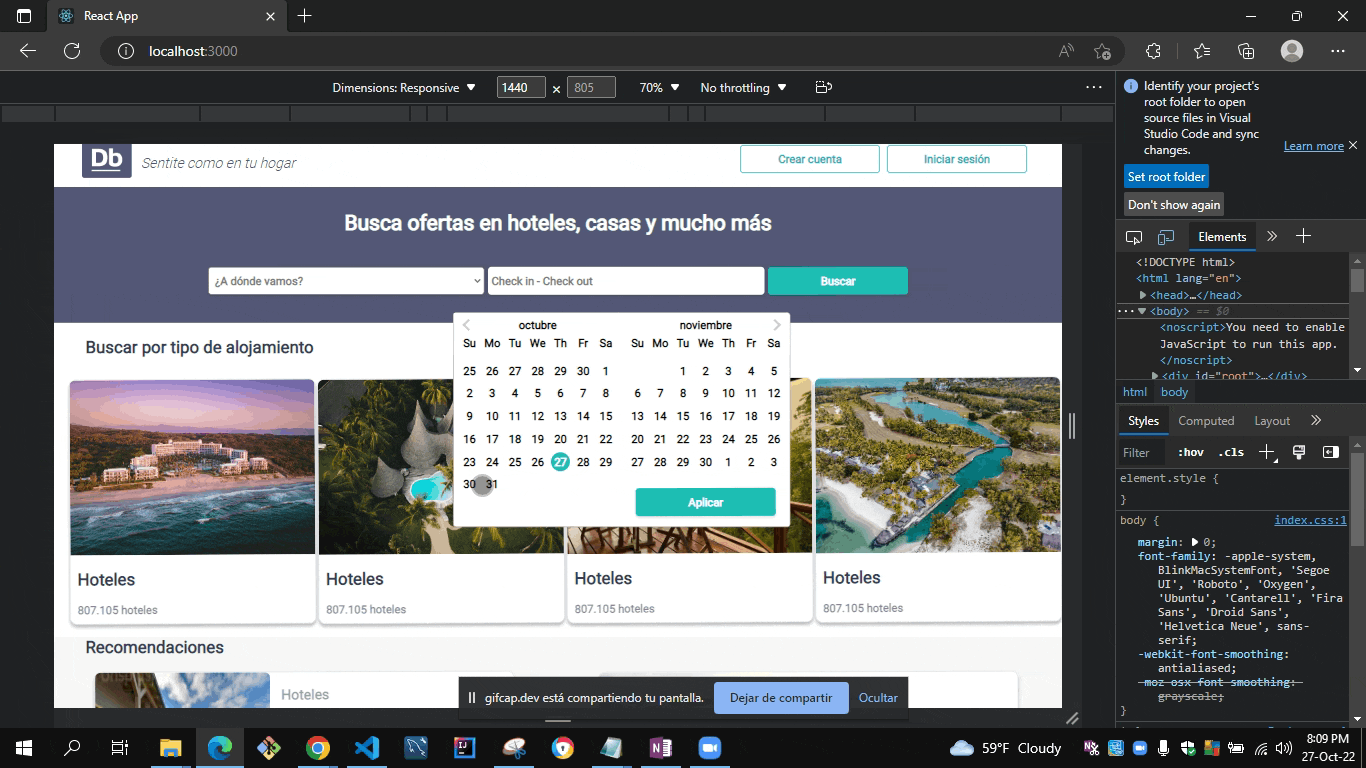 React App
localhost:3000
Dimensions: Responsive 1440 × 805 70% No throttling
Identify your project's
root folder to open
source files in Visual
Studio Code and sync
changes.
Learn more
Set root folder
Don't show again
Db Sentite como en tu hogar
Crear cuenta Iniciar sesión
Busca ofertas en hoteles, casas y mucho más
¿A dónde vamos? Check in - Check out Buscar
Buscar por tipo de alojamiento
octubre noviembre
Su Mo Tu We Th Fr Sa Su Mo Tu We Th Fr Sa
25 26 27 28 29 30 1 1 2 3 4 5
2 3 4 5 6 7 8 6 7 8 9 10 11 12
9 10 11 12 13 14 15 13 14 15 16 17 18 19
16 17 18 19 20 21 22 20 21 22 23 24 25 26
23 24 25 26 27 28 29 27 28 29 30 1 2 3
30 31
Aplicar
Hoteles Hoteles Hoteles Hoteles
807.105 hoteles 807.105 hoteles 807.105 hoteles 807.105 hoteles
Recomendaciones
Hoteles
gifcap.dev está compartiendo tu pantalla. Dejar de compartir Ocultar
Elements
<!DOCTYPE html>
<html lang="en">
<head>…</head>
<body> == $0
<noscript>You need to enable
JavaScript to run this app.
</noscript>
<div id="root">…</div>
html body
Styles Computed Layout
Filter :hov .cls
element.style {
}
body { index.css:1
margin: 0;
font-family: -apple-system,
BlinkMacSystemFont, 'Segoe
UI', 'Roboto', 'Oxygen',
'Ubuntu', 'Cantarell', 'Fira
Sans', 'Droid Sans',
'Helvetica Neue', sans-
serif;
-webkit-font-smoothing:
antialiased;
-moz-osx-font-smoothing:
grayscale;
}
59°F Cloudy
8:09 PM
27-Oct-22